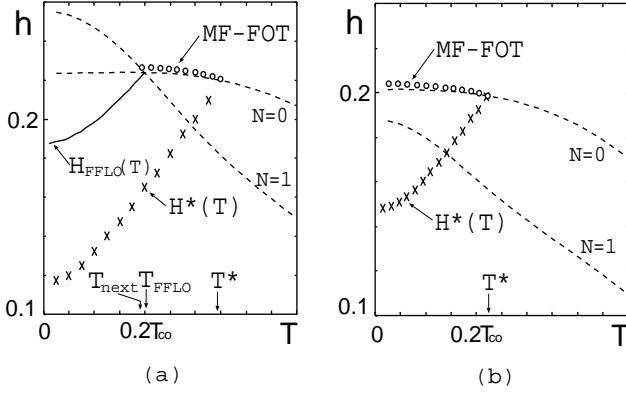 h
MF-FOT
0.2
N=0
N=1
H_FFLO(T)
H*(T)
T_next T_FFLO T*
0.1
0 0.2T_co T
(a)
h
MF-FOT
0.2
N=0
H*(T)
N=1
T*
0.1
0 0.2T_co T
(b)